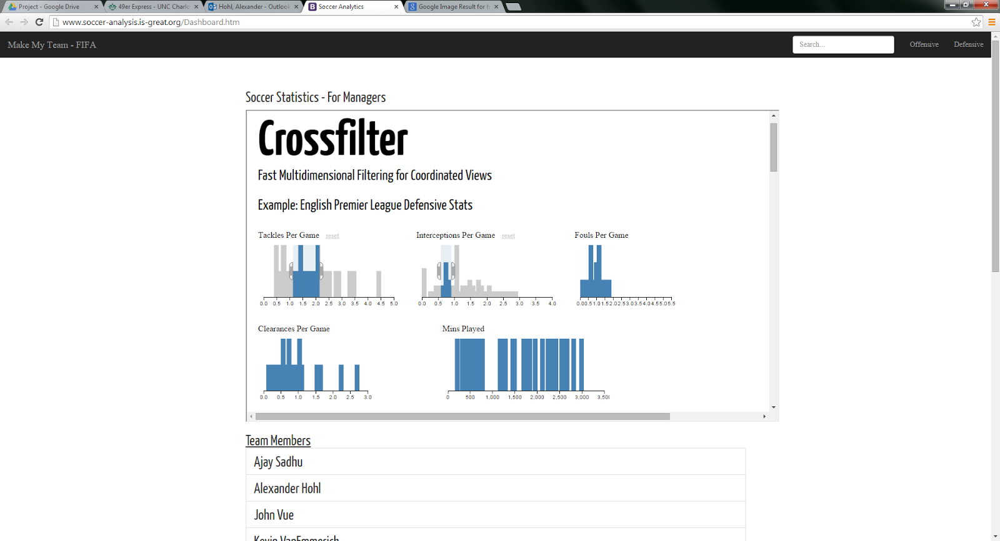 Project - Google Drive
49er Express - UNC Charlo
Hohl, Alexander - Outlook
Soccer Analytics
Google Image Result for h
www.soccer-analysis.is-great.org/Dashboard.htm
Make My Team - FIFA
Search...
Offensive
Defensive
Soccer Statistics - For Managers
Crossfilter
Fast Multidimensional Filtering for Coordinated Views
Example: English Premier League Defensive Stats
Tackles Per Game reset
Interceptions Per Game reset
Fouls Per Game
0.0 0.5 1.0 1.5 2.0 2.5 3.0 3.5 4.0 4.5 5.0
0.0 0.5 1.0 1.5 2.0 2.5 3.0 3.5 4.0
0.0 0.5 1.0 1.5 2.0 2.5 3.0 3.5 4.0 4.5 5.0 5.5
Clearances Per Game
Mins Played
0.0 0.5 1.0 1.5 2.0 2.5 3.0
0 500 1,000 1,500 2,000 2,500 3,000 3,500
Team Members
Ajay Sadhu
Alexander Hohl
John Vue
Kevin VanEmmerich